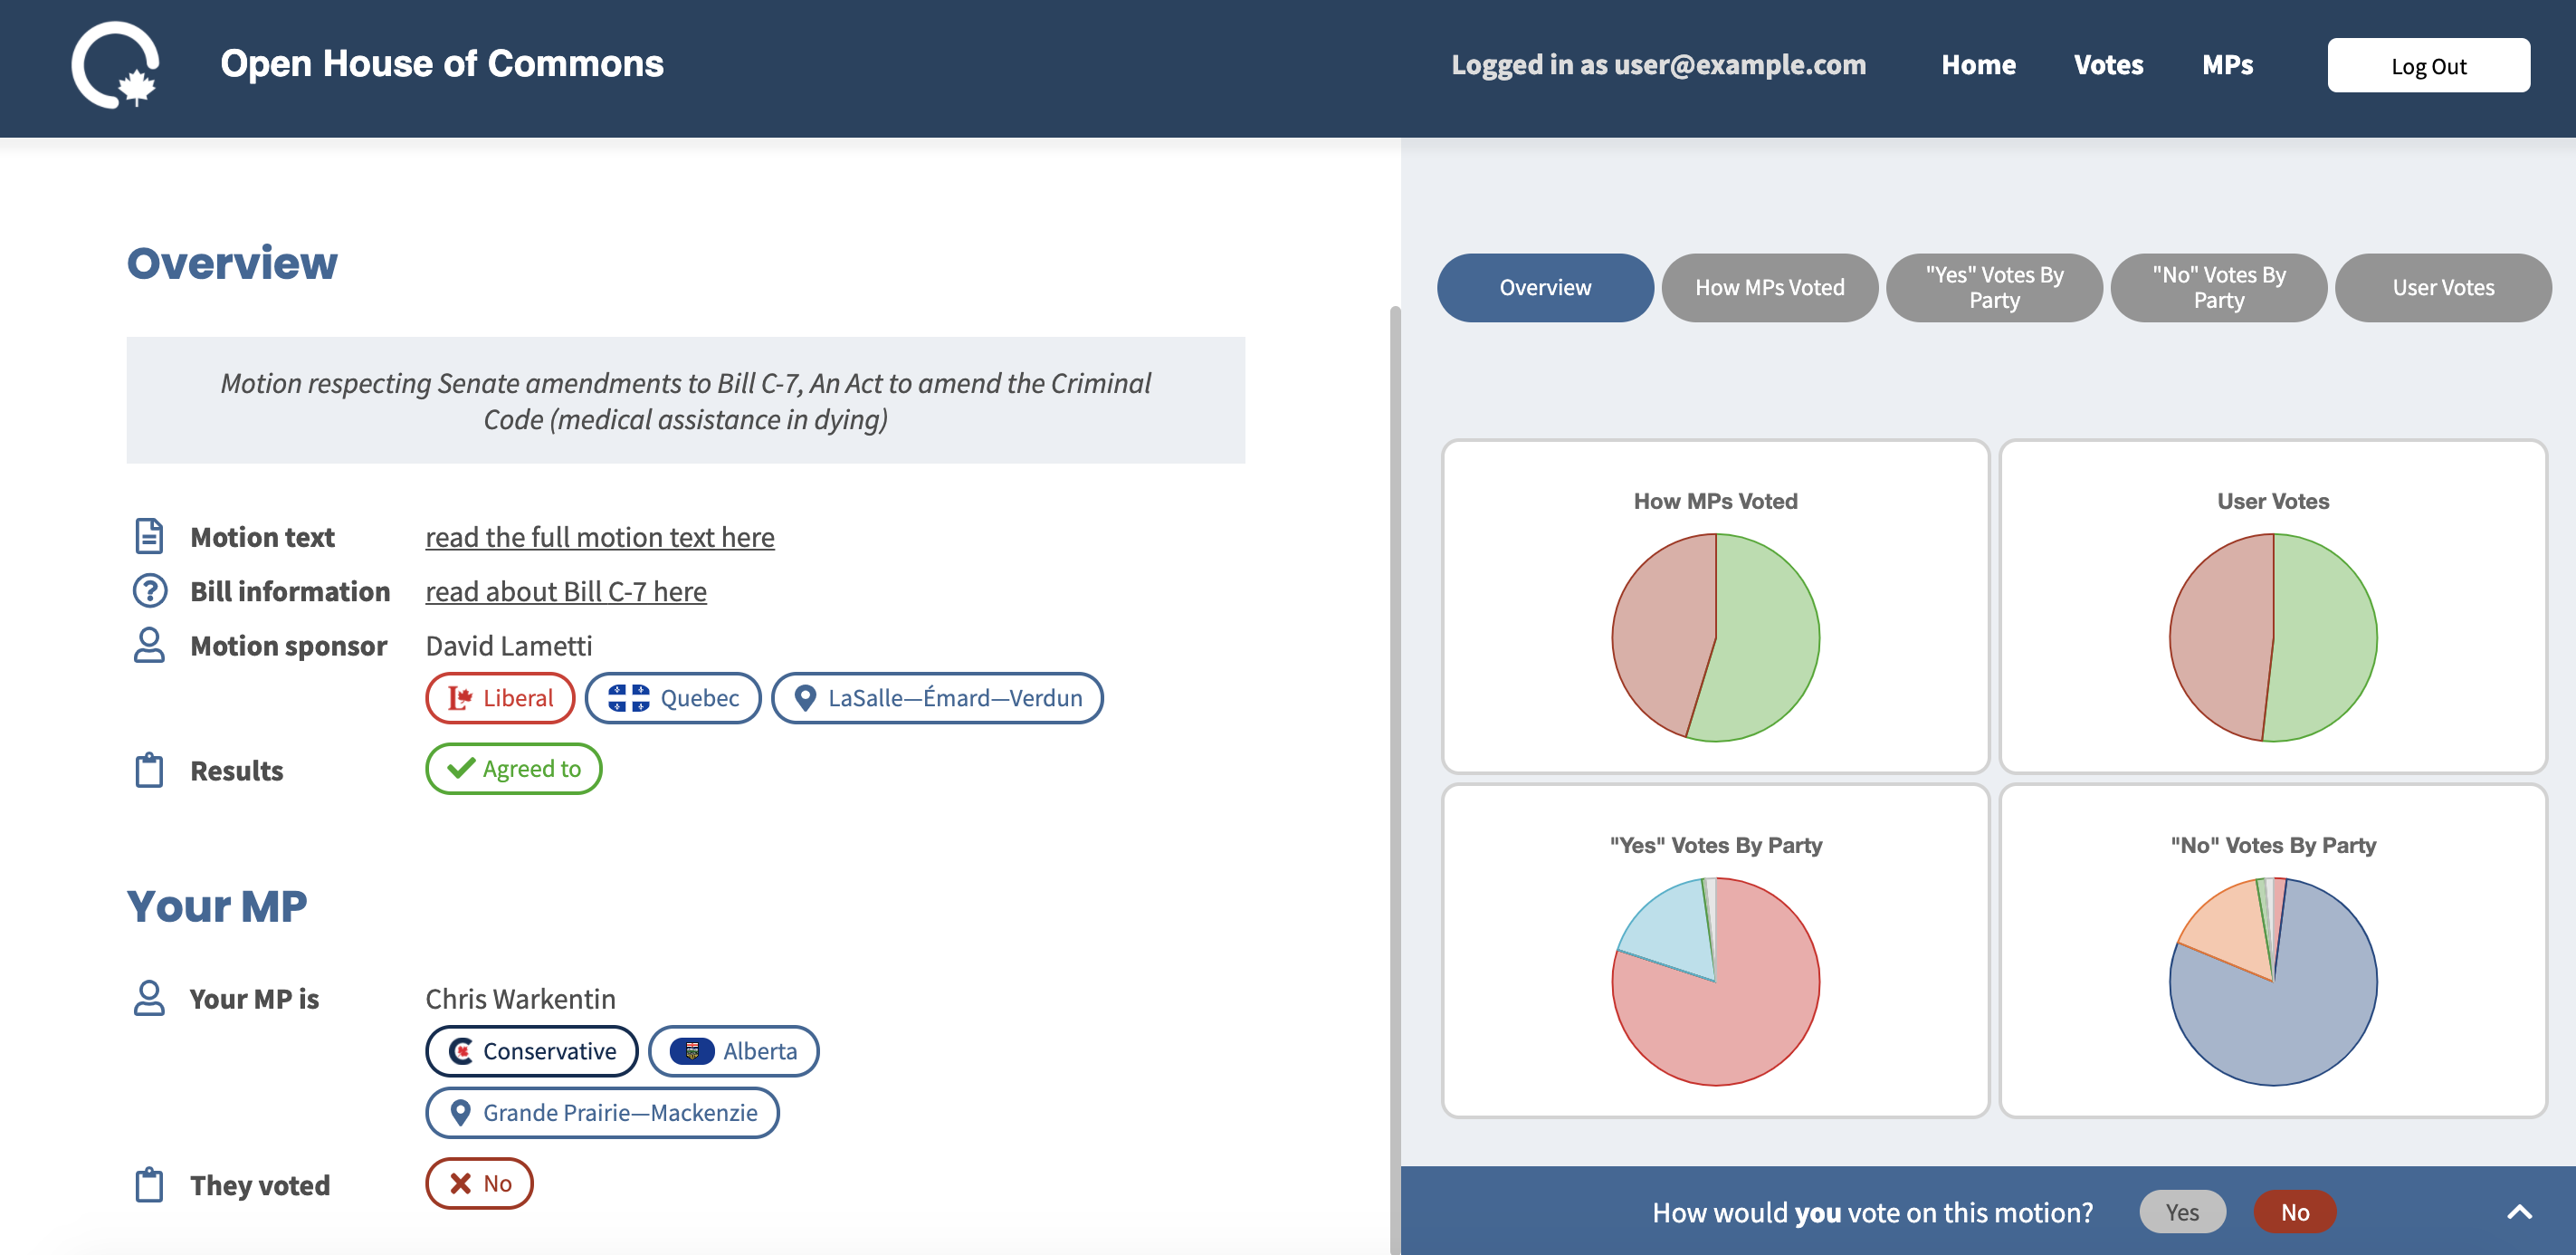 Open House of Commons
Logged in as user@example.com
Home
Votes
MPs
Log Out
Overview
Motion respecting Senate amendments to Bill C-7, An Act to amend the Criminal
Code (medical assistance in dying)
Motion text
read the full motion text here
Bill information
read about Bill C-7 here
Motion sponsor
David Lametti
Liberal
Quebec
LaSalle—Émard—Verdun
Results
Agreed to
Your MP
Your MP is
Chris Warkentin
Conservative
Alberta
Grande Prairie—Mackenzie
They voted
No
Overview
How MPs Voted
"Yes" Votes By
Party
"No" Votes By
Party
User Votes
How MPs Voted
User Votes
"Yes" Votes By Party
"No" Votes By Party
How would you vote on this motion?
Yes
No